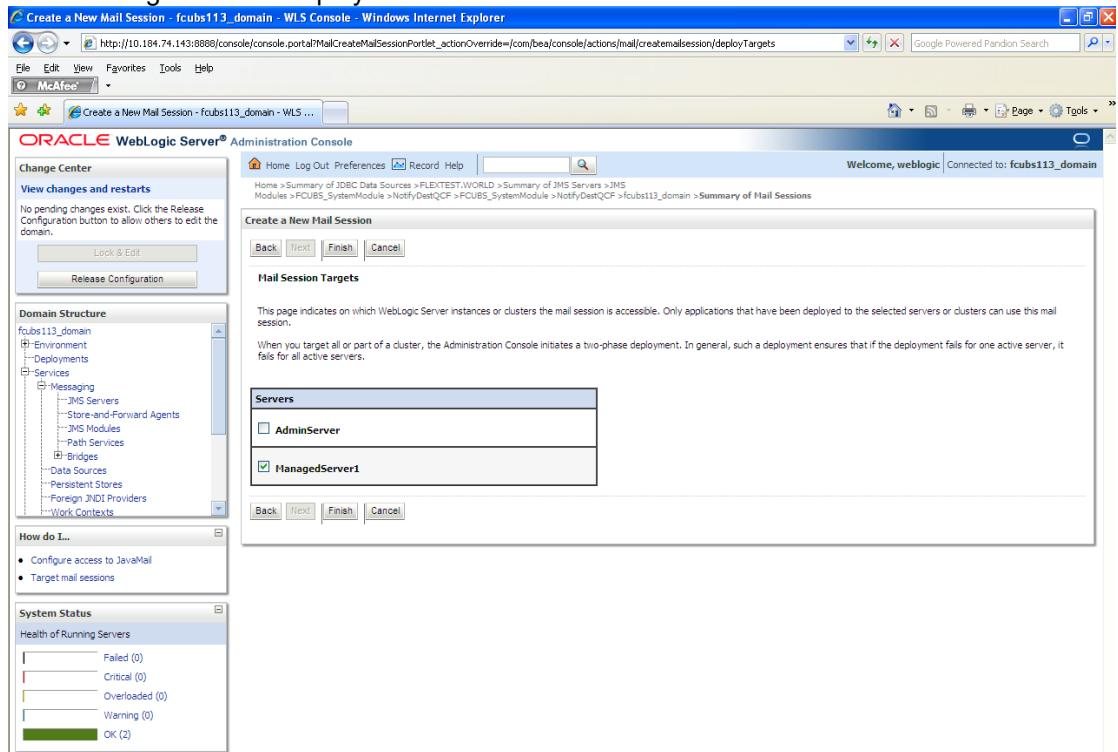 Create a New Mail Session - fcubs113_domain - WLS Console - Windows Internet Explorer
http://10.184.74.143:8888/console/console.portal?MailCreateMailSessionPortlet_actionOverride=/com/bea/console/actions/mail/createmailsession/deployTargets
Google Powered Pandion Search
File Edit View Favorites Tools Help
McAfee
Create a New Mail Session - fcubs113_domain - WLS ...
Page Tools
ORACLE WebLogic Server® Administration Console
Change Center
View changes and restarts
No pending changes exist. Click the Release
Configuration button to allow others to edit the
domain.
Lock & Edit
Release Configuration
Domain Structure
fcubs113_domain
Environment
Deployments
Services
Messaging
JMS Servers
Store-and-Forward Agents
JMS Modules
Path Services
Bridges
Data Sources
Persistent Stores
Foreign JNDI Providers
Work Contexts
How do I...
Configure access to JavaMail
Target mail sessions
System Status
Health of Running Servers
Failed (0)
Critical (0)
Overloaded (0)
Warning (0)
OK (2)
Home Log Out Preferences Record Help
Welcome, weblogic Connected to: fcubs113_domain
Home >Summary of JDBC Data Sources >FLEXTEST.WORLD >Summary of JMS Servers >JMS
Modules >FCUBS_SystemModule >NotifyDestQCF >FCUBS_SystemModule >NotifyDestQCF >fcubs113_domain >Summary of Mail Sessions
Create a New Mail Session
Back Next Finish Cancel
Mail Session Targets
This page indicates on which WebLogic Server instances or clusters the mail session is accessible. Only applications that have been deployed to the selected servers or clusters can use this mail
session.
When you target all or part of a cluster, the Administration Console initiates a two-phase deployment. In general, such a deployment ensures that if the deployment fails for one active server, it
fails for all active servers.
Servers
AdminServer
ManagedServer1
Back Next Finish Cancel